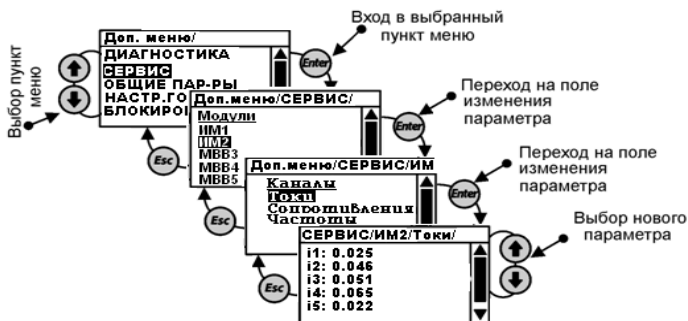 Вход в выбранный
пункт меню
Доп. меню/
ДИАГНОСТИКА
СЕРВИС
ОБЩИЕ ПАР-РЫ
НАСТР.ГО
БЛОКИРО
Выбор пункт
меню
Enter
Переход на поле
изменения
параметра
Доп.меню/СЕРВИС/
Модули
ИМ1
ИМ2
МВВ3
МВВ4
МВВ5
Esc
Enter
Переход на поле
изменения
параметра
Доп.меню/СЕРВИС/ИМ
Каналы
Токи
Сопротивления
Частоты
Esc
Enter
Выбор нового
параметра
СЕРВИС/ИМ2/Токи/
i1: 0.025
i2: 0.046
i3: 0.051
i4: 0.065
i5: 0.022
Esc